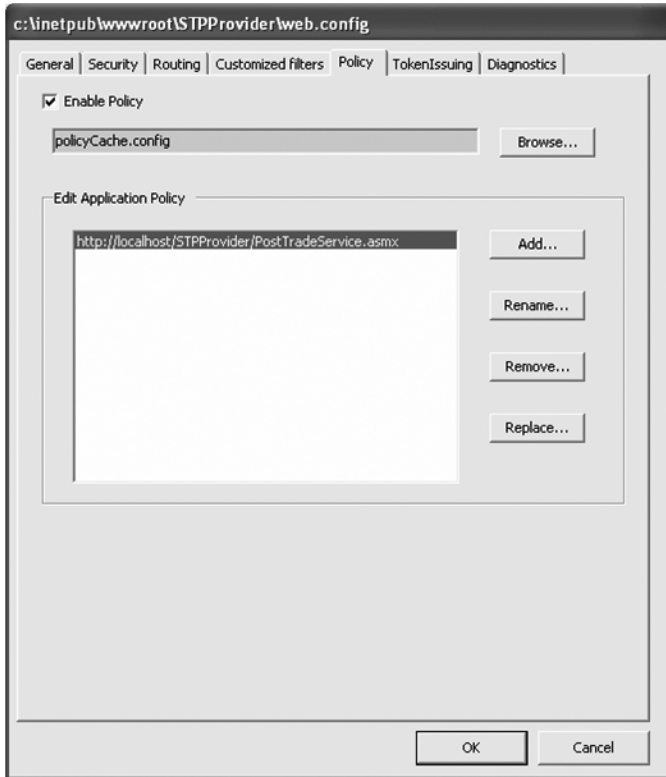 c:\inetpub\wwwroot\STPProvider\web.config
General Security Routing Customized filters Policy TokenIssuing Diagnostics
Enable Policy
policyCache.config Browse...
Edit Application Policy
http://localhost/STPProvider/PostTradeService.asmx Add...
Rename...
Remove...
Replace...
OK Cancel